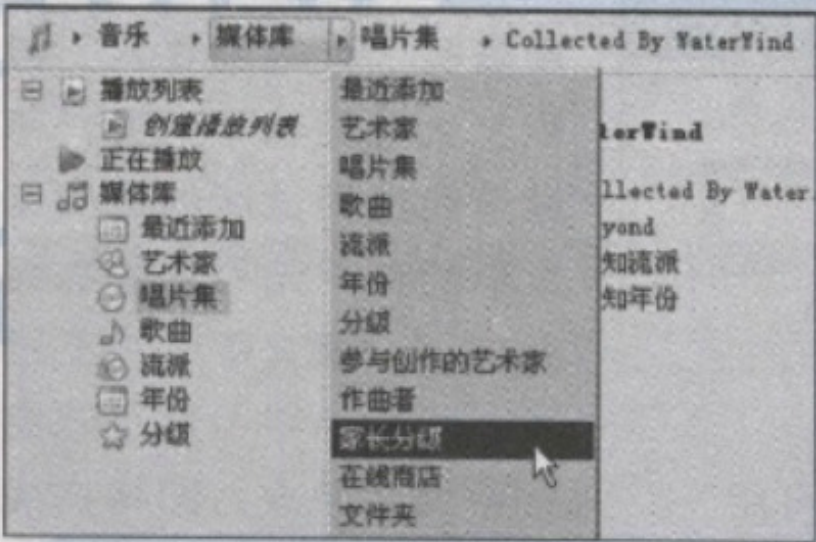 音乐 媒体库 唱片集 Collected By WaterWind
播放列表
创建播放列表
正在播放
媒体库
最近添加
艺术家
唱片集
歌曲
流派
年份
分级
最近添加
艺术家
唱片集
歌曲
流派
年份
分级
参与创作的艺术家
作曲者
家长分级
在线商店
文件夹
terWind
llected By Water
yond
知流派
知年份